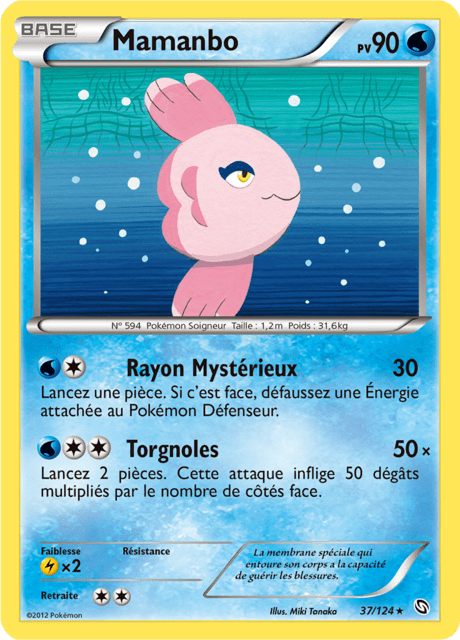 BASE
Mamanbo
PV90
N° 594 Pokémon Soigneur Taille : 1,2m Poids : 31,6kg
Rayon Mystérieux 30
Lancez une pièce. Si c'est face, défaussez une Énergie
attachée au Pokémon Défenseur.
Torgnoles 50×
Lancez 2 pièces. Cette attaque inflige 50 dégâts
multipliés par le nombre de côtés face.
Faiblesse Résistance
×2
La membrane spéciale qui
entoure son corps a la capacité
de guérir les blessures.
Retraite
Illus. Miki Tanaka 37/124 ★
©2012 Pokémon